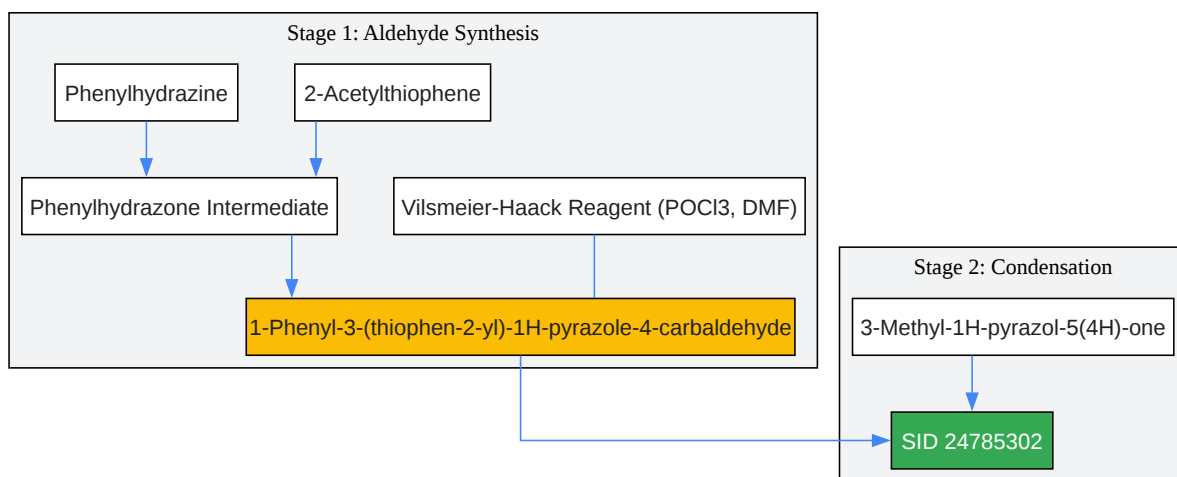 Stage 1: Aldehyde Synthesis
Phenylhydrazine
2-Acetylthiophene
Phenylhydrazone Intermediate
Vilsmeier-Haack Reagent (POCl3, DMF)
1-Phenyl-3-(thiophen-2-yl)-1H-pyrazole-4-carbaldehyde
Stage 2: Condensation
3-Methyl-1H-pyrazol-5(4H)-one
SID 24785302